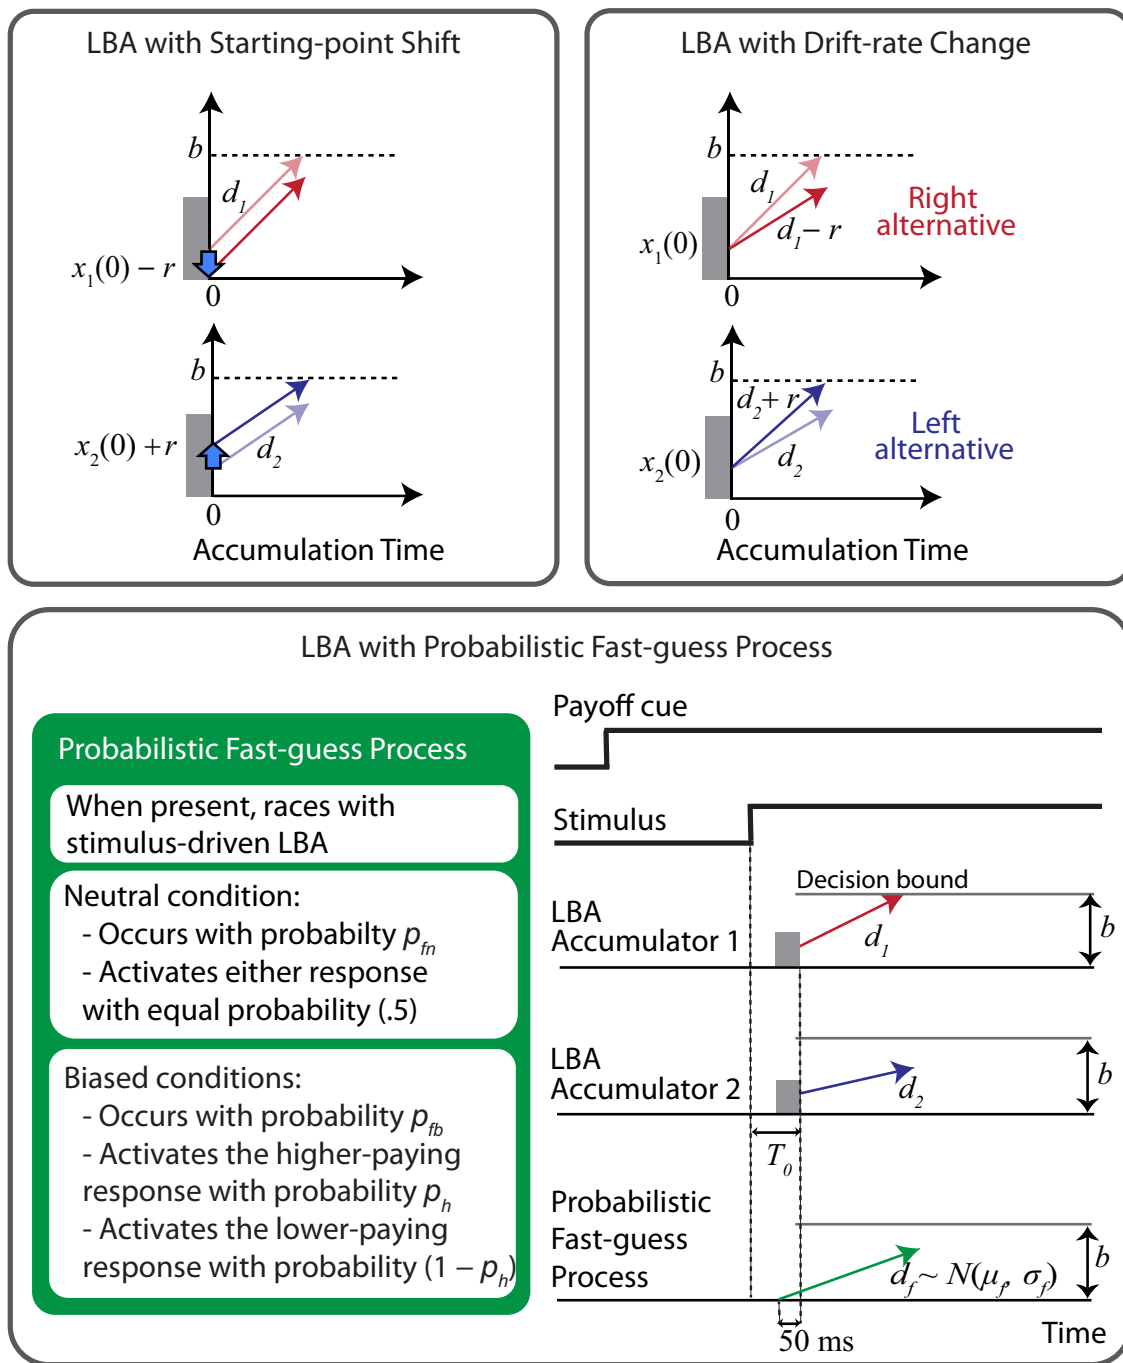 LBA with Starting-point Shift
b
d1
x1(0) − r
0
b
x2(0) + r
d2
0
Accumulation Time
LBA with Drift-rate Change
b
d1
d1 − r
Right
alternative
x1(0)
0
b
d2 + r
Left
alternative
d2
x2(0)
0
Accumulation Time
LBA with Probabilistic Fast-guess Process
Probabilistic Fast-guess Process
When present, races with
stimulus-driven LBA
Neutral condition:
- Occurs with probabilty pfn
- Activates either response
with equal probability (.5)
Biased conditions:
- Occurs with probability pfb
- Activates the higher-paying
response with probability ph
- Activates the lower-paying
response with probability (1 – ph)
Payoff cue
Stimulus
Decision bound
LBA
Accumulator 1
d1
b
LBA
Accumulator 2
d2
b
T0
Probabilistic
Fast-guess
Process
df ~ N(μf, σf)
b
50 ms
Time